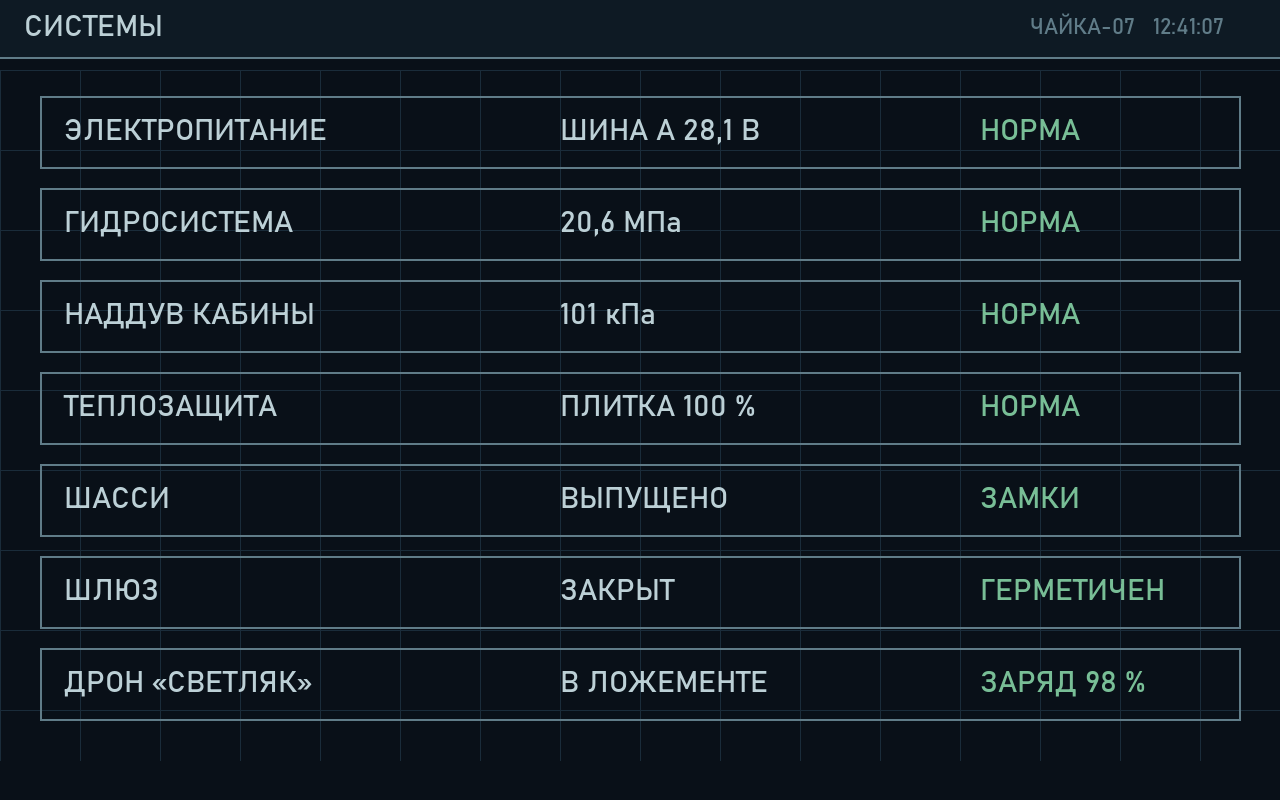 СИСТЕМЫ ЧАЙКА-07 12:41:07
ЭЛЕКТРОПИТАНИЕ ШИНА А 28,1 В НОРМА
ГИДРОСИСТЕМА 20,6 МПа НОРМА
НАДДУВ КАБИНЫ 101 кПа НОРМА
ТЕПЛОЗАЩИТА ПЛИТКА 100 % НОРМА
ШАССИ ВЫПУЩЕНО ЗАМКИ
ШЛЮЗ ЗАКРЫТ ГЕРМЕТИЧЕН
ДРОН «СВЕТЛЯК» В ЛОЖЕМЕНТЕ ЗАРЯД 98 %